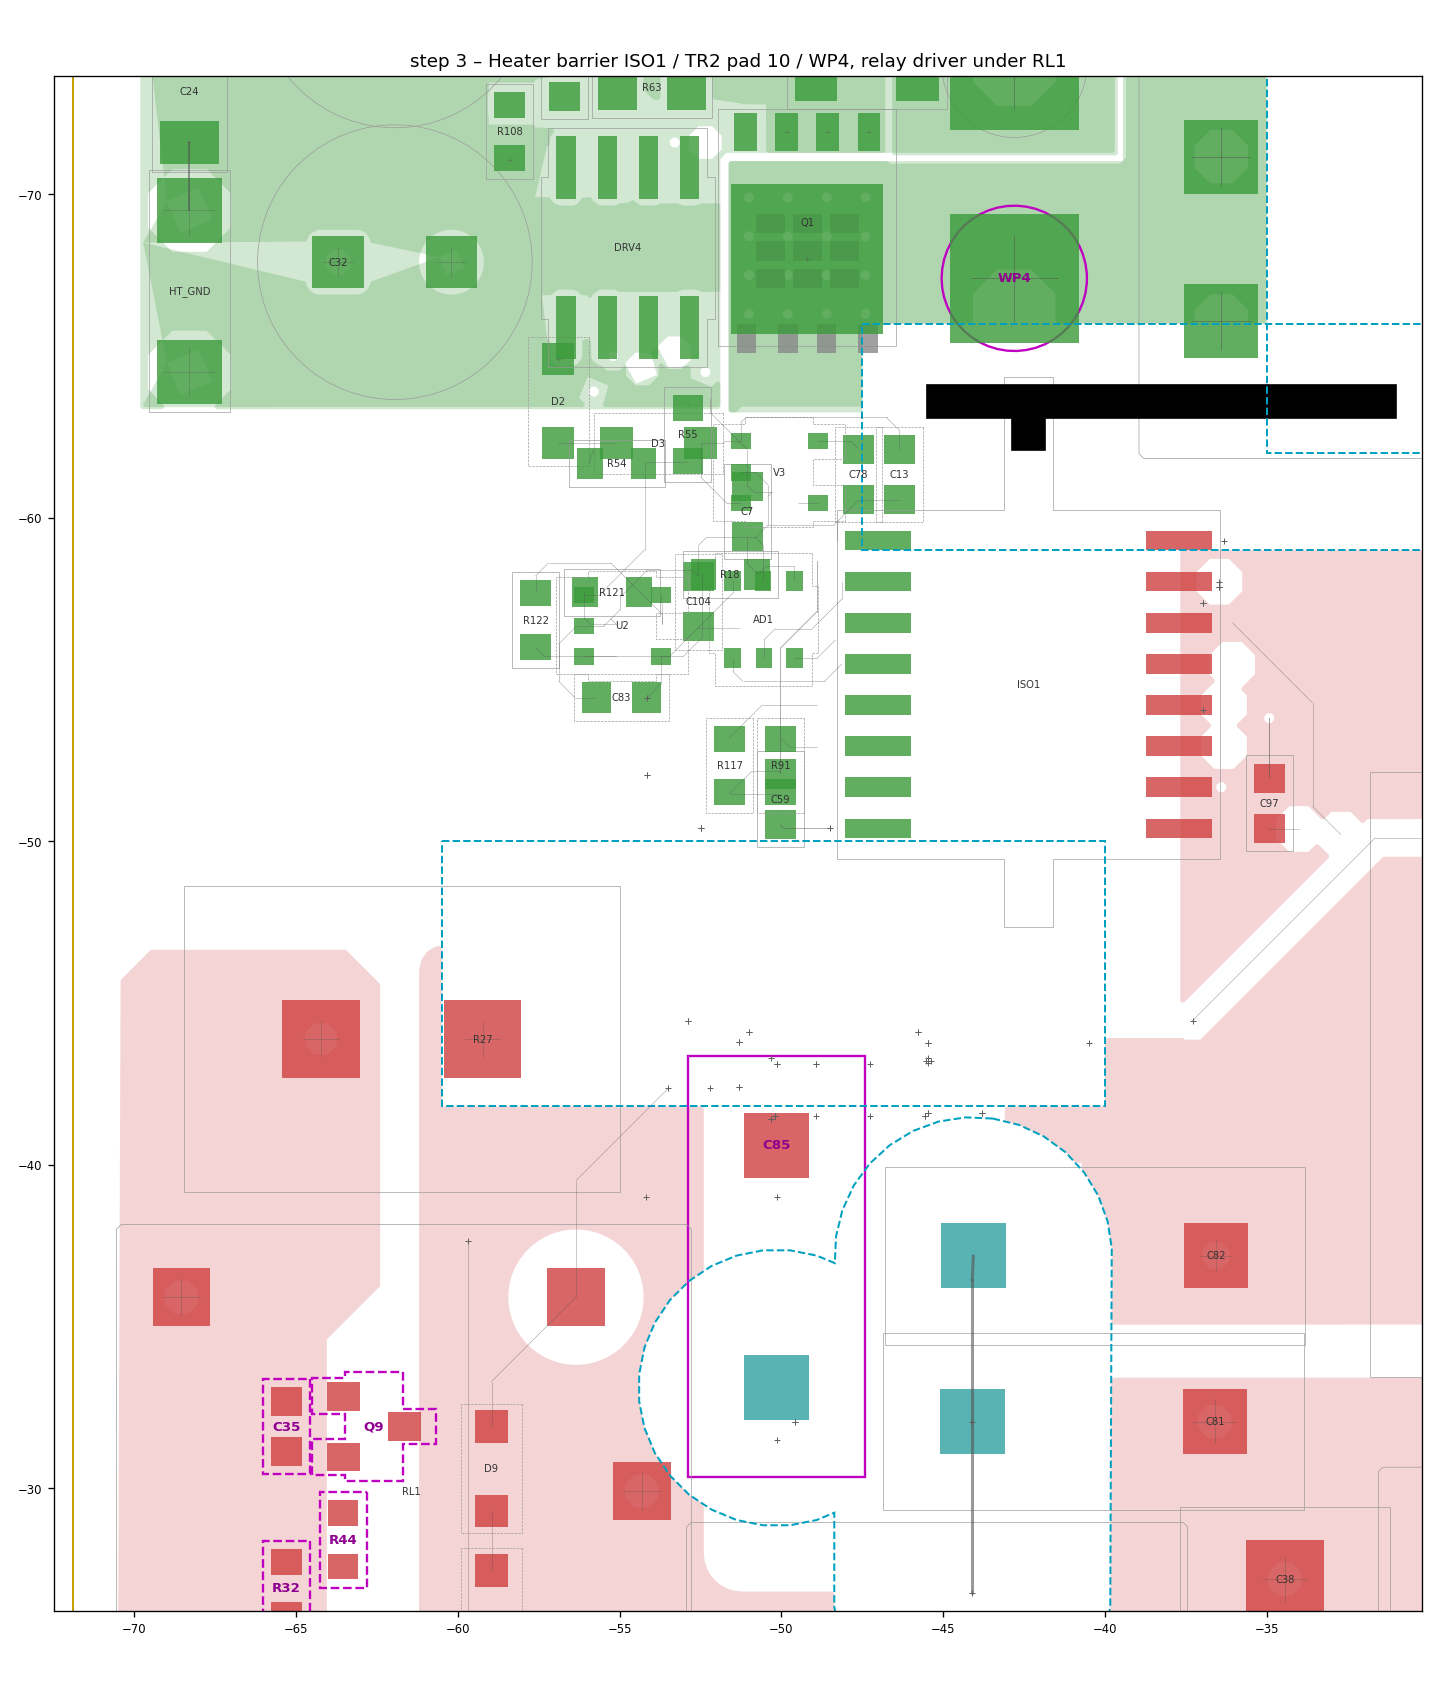 step 3 – Heater barrier ISO1 / TR2 pad 10 / WP4, relay driver under RL1
C24
R63
R108
−70
Q1
DRV4
C32
WP4
HT_GND
D2
R55
D3
R54
V3
C78
C13
C7
−60
R18
R121
C104
R122
U2
AD1
C83
ISO1
R117
R91
C59
C97
−50
R27
C85
−40
C82
C35
Q9
C81
D9
RL1
−30
R44
C38
R32
−70
−65
−60
−55
−50
−45
−40
−35